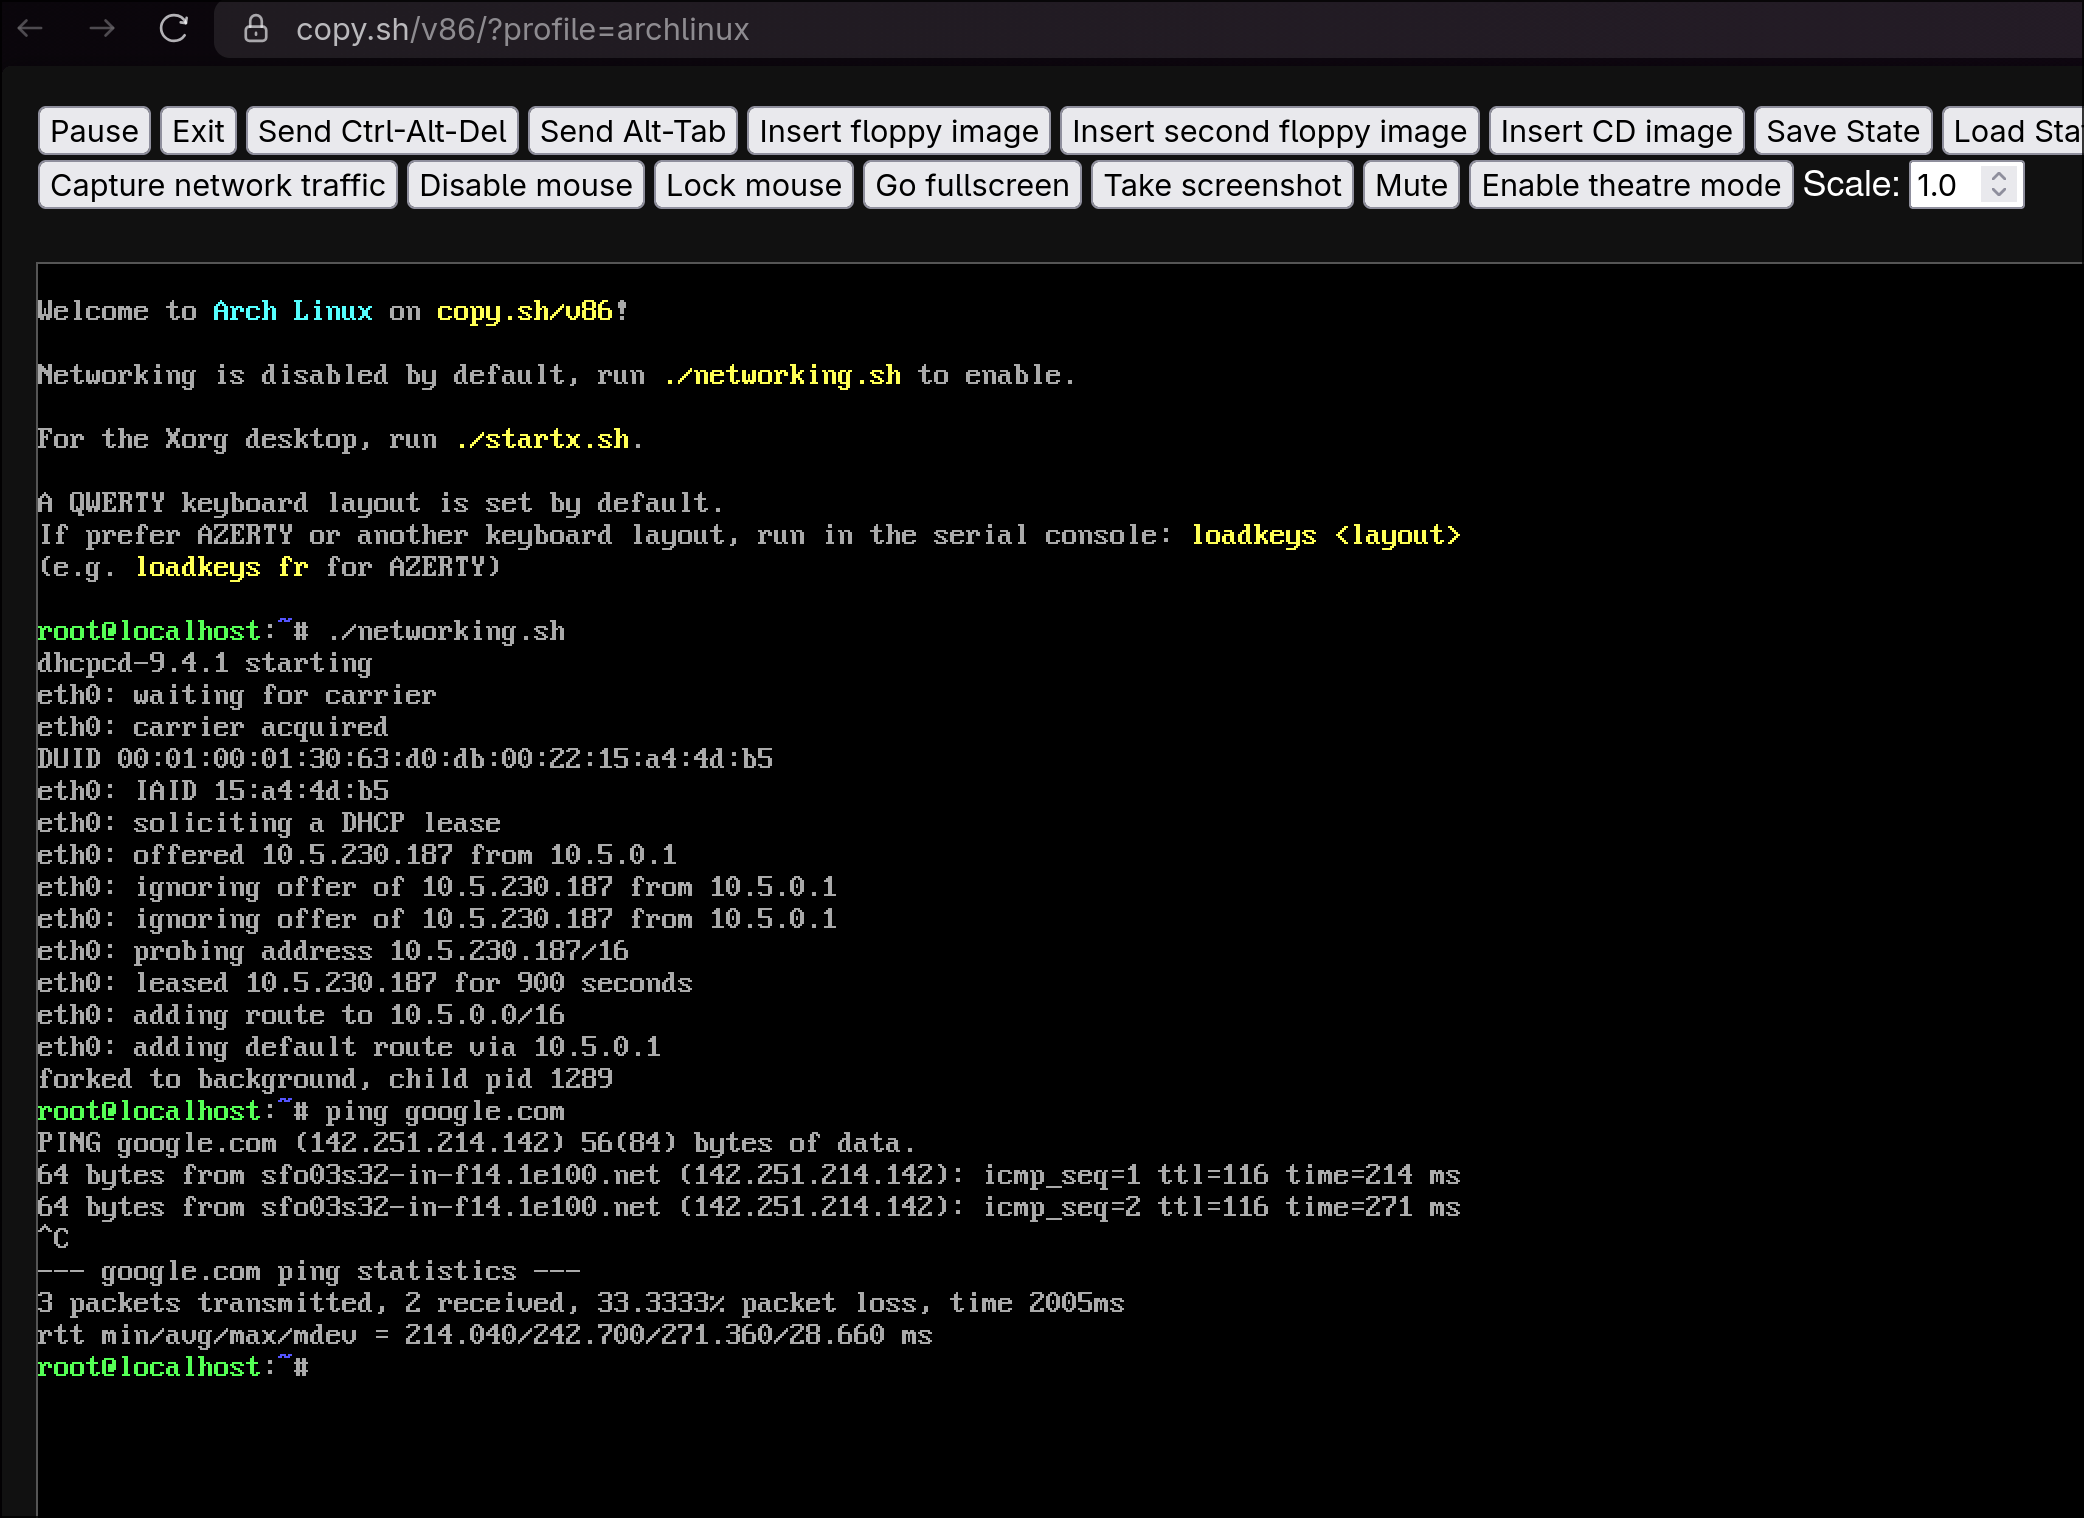 copy.sh/v86/?profile=archlinux
Pause Exit Send Ctrl-Alt-Del Send Alt-Tab Insert floppy image Insert second floppy image Insert CD image Save State Load
Capture network traffic Disable mouse Lock mouse Go fullscreen Take screenshot Mute Enable theatre mode Scale: 1.0
Welcome to Arch Linux on copy.sh/v86!
Networking is disabled by default, run ./networking.sh to enable.
For the Xorg desktop, run ./startx.sh.
A QWERTY keyboard layout is set by default.
If prefer AZERTY or another keyboard layout, run in the serial console: loadkeys <layout>
(e.g. loadkeys fr for AZERTY)
root@localhost:~# ./networking.sh
dhcpcd-9.4.1 starting
eth0: waiting for carrier
eth0: carrier acquired
DUID 00:01:00:01:30:63:d0:db:00:22:15:a4:4d:b5
eth0: IAID 15:a4:4d:b5
eth0: soliciting a DHCP lease
eth0: offered 10.5.230.187 from 10.5.0.1
eth0: ignoring offer of 10.5.230.187 from 10.5.0.1
eth0: ignoring offer of 10.5.230.187 from 10.5.0.1
eth0: probing address 10.5.230.187/16
eth0: leased 10.5.230.187 for 900 seconds
eth0: adding route to 10.5.0.0/16
eth0: adding default route via 10.5.0.1
forked to background, child pid 1289
root@localhost:~# ping google.com
PING google.com (142.251.214.142) 56(84) bytes of data.
64 bytes from sfo03s32-in-f14.1e100.net (142.251.214.142): icmp_seq=1 ttl=116 time=214 ms
64 bytes from sfo03s32-in-f14.1e100.net (142.251.214.142): icmp_seq=2 ttl=116 time=271 ms
^C
--- google.com ping statistics ---
3 packets transmitted, 2 received, 33.3333% packet loss, time 2005ms
rtt min/avg/max/mdev = 214.040/242.700/271.360/28.660 ms
root@localhost:~#